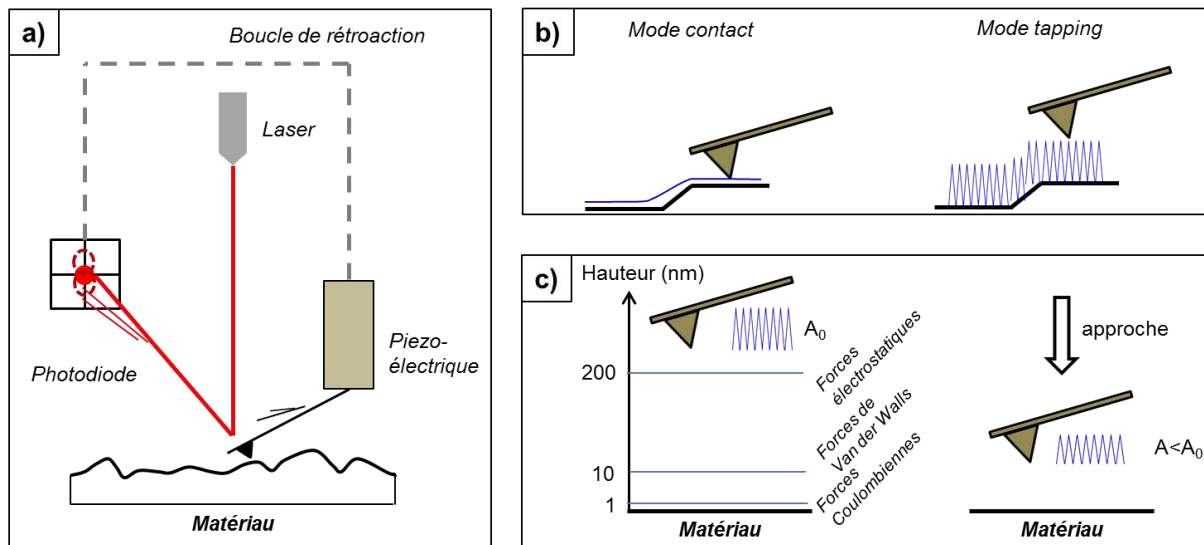 a)
Boucle de rétroaction
Laser
Photodiode
Piezo-
électrique
Matériau
b)
Mode contact
Mode tapping
c)
Hauteur (nm)
A0
200
10
1
Forces
électrostatiques
Forces de
Van der Walls
Forces
Coulombiennes
Matériau
approche
A<A0
Matériau